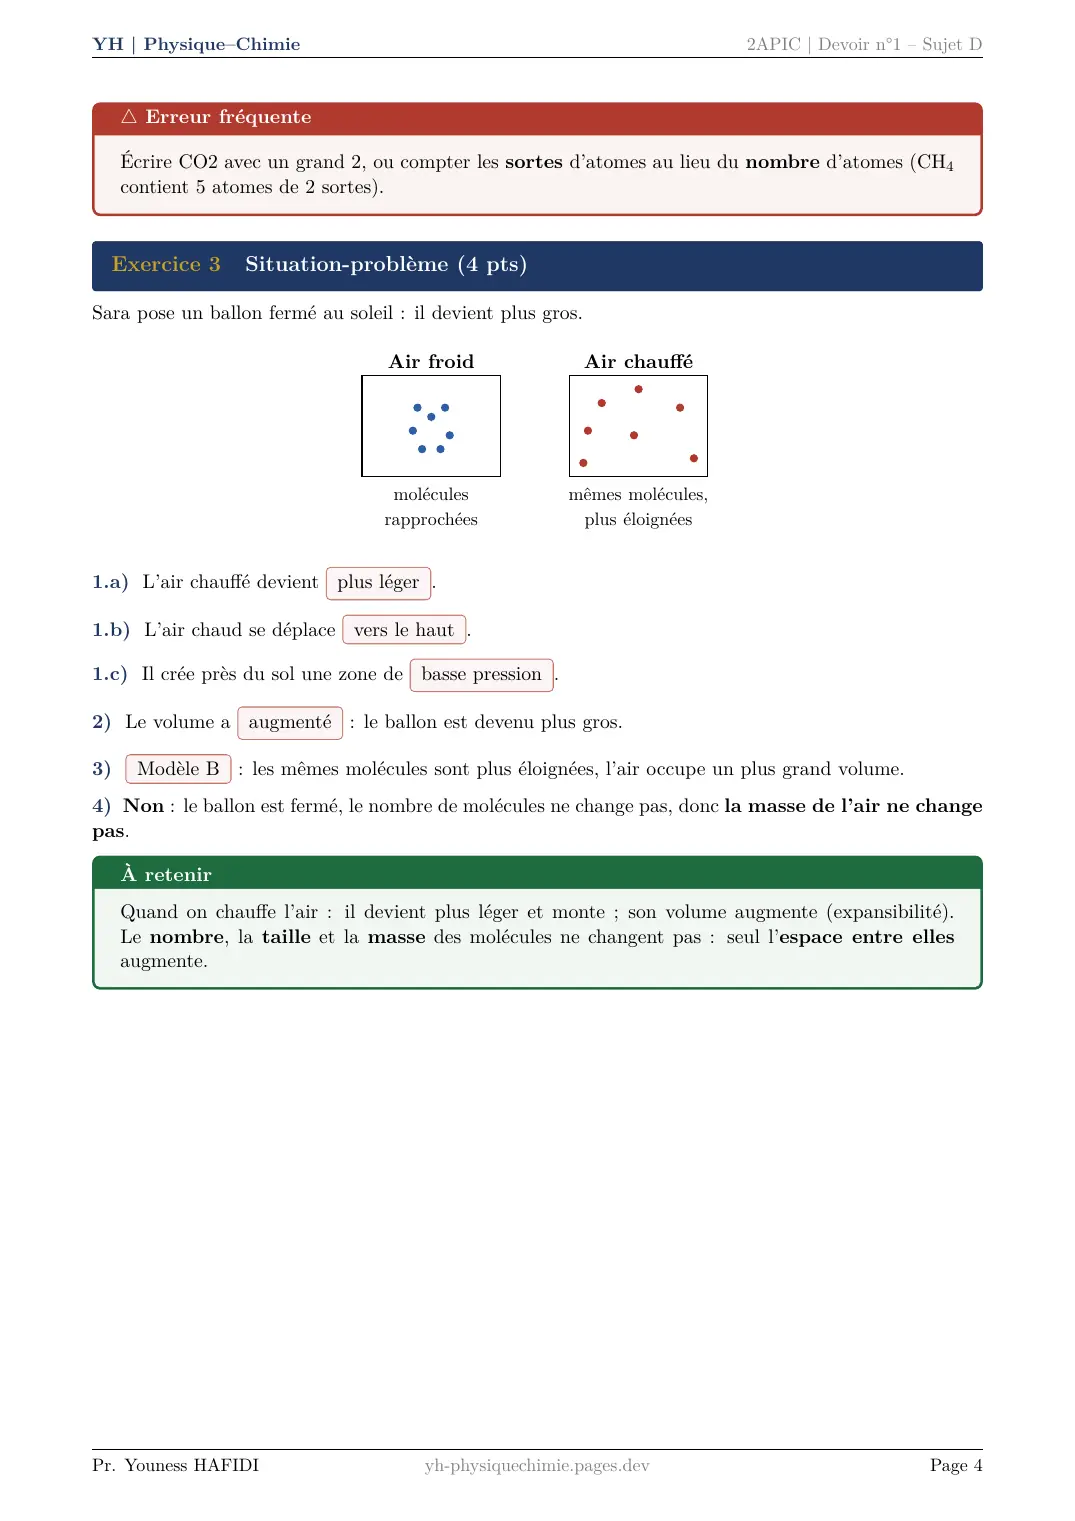 YH | Physique–Chimie 2APIC | Devoir n°1 – Sujet D
△ Erreur fréquente
Écrire CO2 avec un grand 2, ou compter les sortes d'atomes au lieu du nombre d'atomes (CH₄
contient 5 atomes de 2 sortes).
Exercice 3 Situation-problème (4 pts)
Sara pose un ballon fermé au soleil : il devient plus gros.
Air froid Air chauffé
molécules mêmes molécules,
rapprochées plus éloignées
1.a) L'air chauffé devient plus léger.
1.b) L'air chaud se déplace vers le haut.
1.c) Il crée près du sol une zone de basse pression.
2) Le volume a augmenté : le ballon est devenu plus gros.
3) Modèle B : les mêmes molécules sont plus éloignées, l'air occupe un plus grand volume.
4) Non : le ballon est fermé, le nombre de molécules ne change pas, donc la masse de l'air ne change
pas.
À retenir
Quand on chauffe l'air : il devient plus léger et monte ; son volume augmente (expansibilité).
Le nombre, la taille et la masse des molécules ne changent pas : seul l'espace entre elles
augmente.
Pr. Youness HAFIDI yh-physiquechimie.pages.dev Page 4